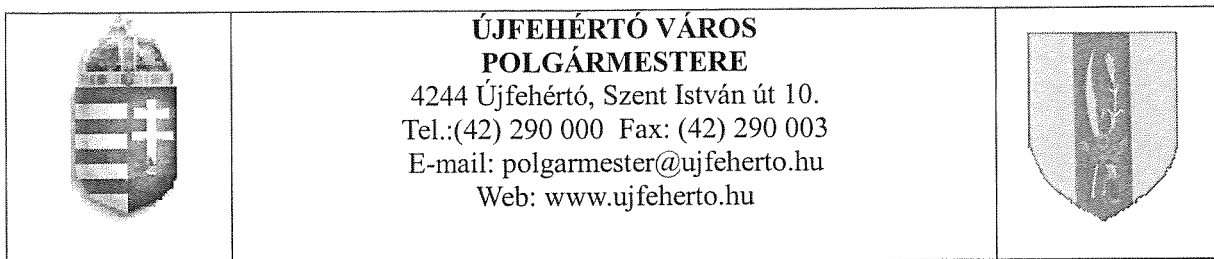 ÚJFEHÉRTÓ VÁROS
POLGÁRMESTERE
4244 Újfehértó, Szent István út 10.
Tel.:(42) 290 000 Fax: (42) 290 003
E-mail: polgarmester@ujfeherto.hu
Web: www.ujfeherto.hu